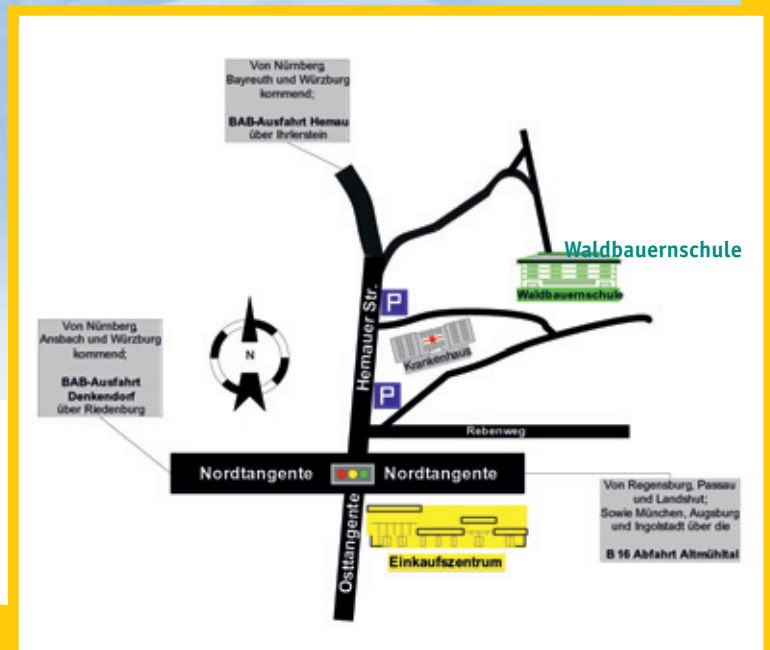 Von Nürnberg,
Bayreuth und Würzburg
kommend;
BAB-Ausfahrt Hemau
über Ihrlerstein
Waldbauernschule
Waldbauernschule
P
Hemauer Str.
Krankenhaus
Von Nürnberg,
Ansbach und Würzburg
kommend;
BAB-Ausfahrt
Denkendorf
über Riedenburg
N
P
Rebenweg
Nordtangente
Nordtangente
Von Regensburg, Passau
und Landshut;
Sowie München, Augsburg
und Ingolstadt über die
B 16 Abfahrt Altmühltal
Osttangente
Einkaufszentrum